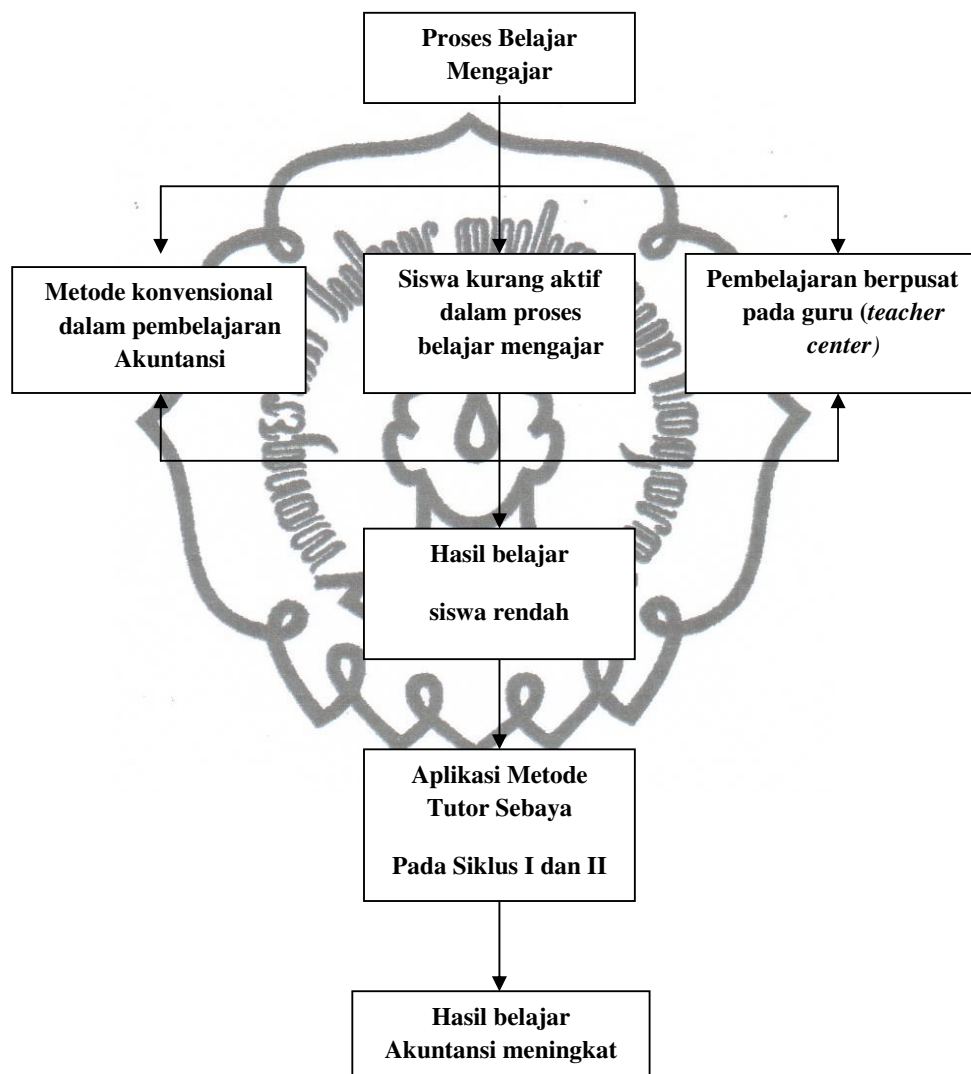 Proses Belajar
Mengajar
Metode konvensional
dalam pembelajaran
Akuntansi
Siswa kurang aktif
dalam proses
belajar mengajar
Pembelajaran berpusat
pada guru (teacher
center)
Hasil belajar
siswa rendah
Aplikasi Metode
Tutor Sebaya
Pada Siklus I dan II
Hasil belajar
Akuntansi meningkat